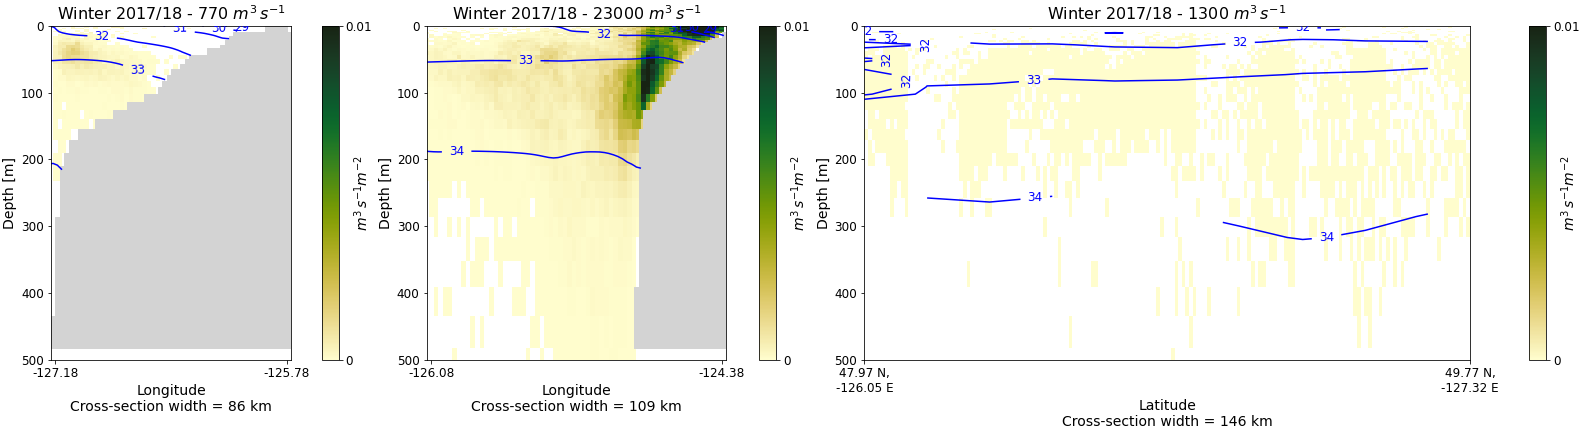 Winter 2017/18 - 770 m³ s⁻¹
0
100
200
300
400
500
Depth [m]
31
30
29
32
33
-127.18
-125.78
Longitude
Cross-section width = 86 km
0.01
0
m³ s⁻¹m⁻²
Winter 2017/18 - 23000 m³ s⁻¹
0
100
200
300
400
500
Depth [m]
32
33
34
-126.08
-124.38
Longitude
Cross-section width = 109 km
0.01
0
m³ s⁻¹m⁻²
Winter 2017/18 - 1300 m³ s⁻¹
0
100
200
300
400
500
Depth [m]
2
32
32
32
32
32
32
33
34
34
47.97 N,
-126.05 E
49.77 N,
-127.32 E
Latitude
Cross-section width = 146 km
0.01
0
m³ s⁻¹m⁻²